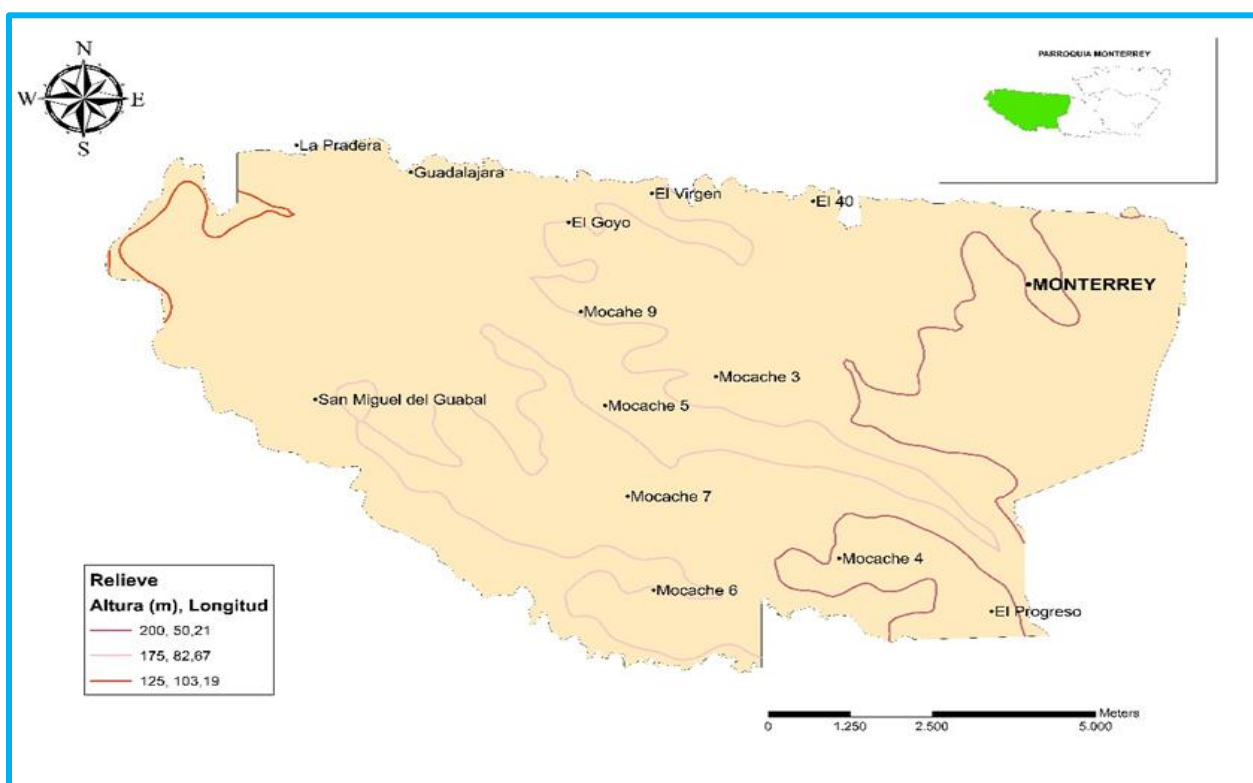 N
W E
S
PARROQUIA MONTERREY
La Pradera
Guadalajara
El Virgen
El 40
El Goyo
MONTERREY
Mocahe 9
Mocache 3
San Miguel del Guabal
Mocache 5
Mocache 7
Mocache 4
Mocache 6
El Progreso
Relieve
Altura (m), Longitud
200, 50,21
175, 82,67
125, 103,19
Meters
0 1.250 2.500 5.000